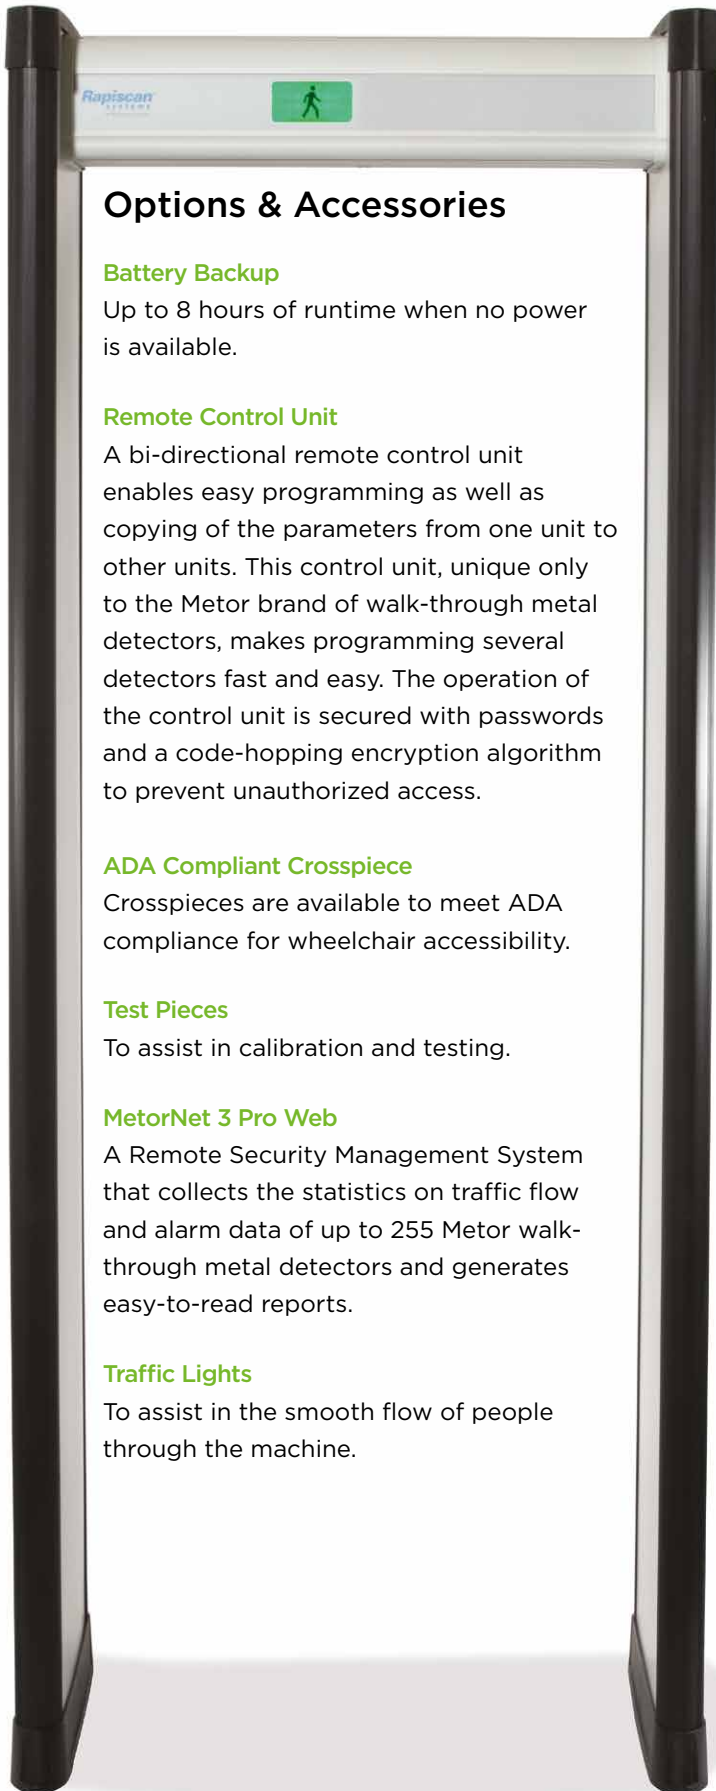 Rapiscan
systems
Options & Accessories
Battery Backup
Up to 8 hours of runtime when no power
is available.
Remote Control Unit
A bi-directional remote control unit
enables easy programming as well as
copying of the parameters from one unit to
other units. This control unit, unique only
to the Metor brand of walk-through metal
detectors, makes programming several
detectors fast and easy. The operation of
the control unit is secured with passwords
and a code-hopping encryption algorithm
to prevent unauthorized access.
ADA Compliant Crosspiece
Crosspieces are available to meet ADA
compliance for wheelchair accessibility.
Test Pieces
To assist in calibration and testing.
MetorNet 3 Pro Web
A Remote Security Management System
that collects the statistics on traffic flow
and alarm data of up to 255 Metor walk-
through metal detectors and generates
easy-to-read reports.
Traffic Lights
To assist in the smooth flow of people
through the machine.